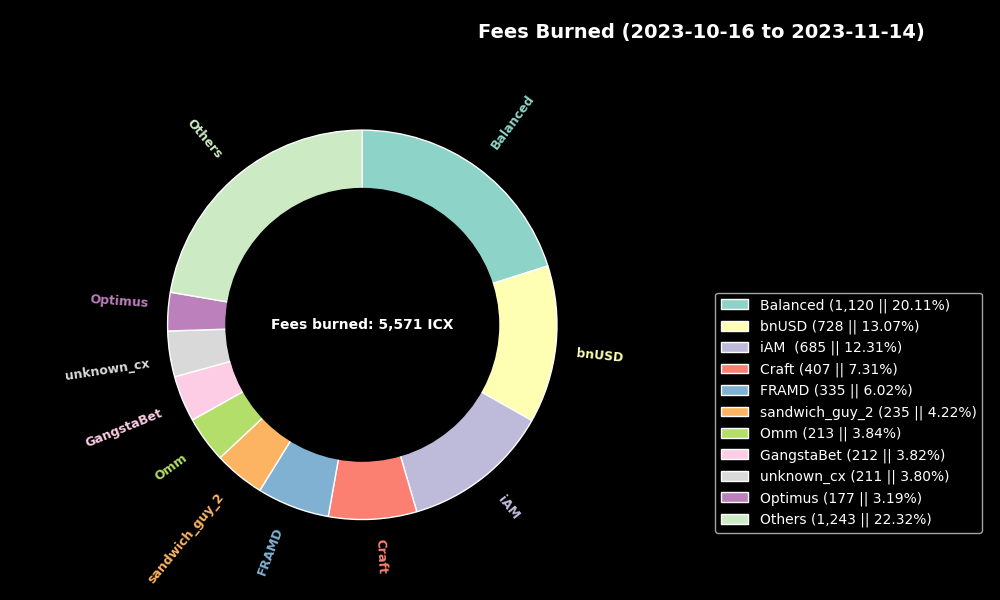 Fees Burned (2023-10-16 to 2023-11-14)
Balanced
Others
Optimus
bnUSD
unknown_cx
GangstaBet
Omm
sandwich_guy_2
FRAMD
Craft
iAM
Fees burned: 5,571 ICX
Balanced (1,120 || 20.11%)
bnUSD (728 || 13.07%)
iAM  (685 || 12.31%)
Craft (407 || 7.31%)
FRAMD (335 || 6.02%)
sandwich_guy_2 (235 || 4.22%)
Omm (213 || 3.84%)
GangstaBet (212 || 3.82%)
unknown_cx (211 || 3.80%)
Optimus (177 || 3.19%)
Others (1,243 || 22.32%)